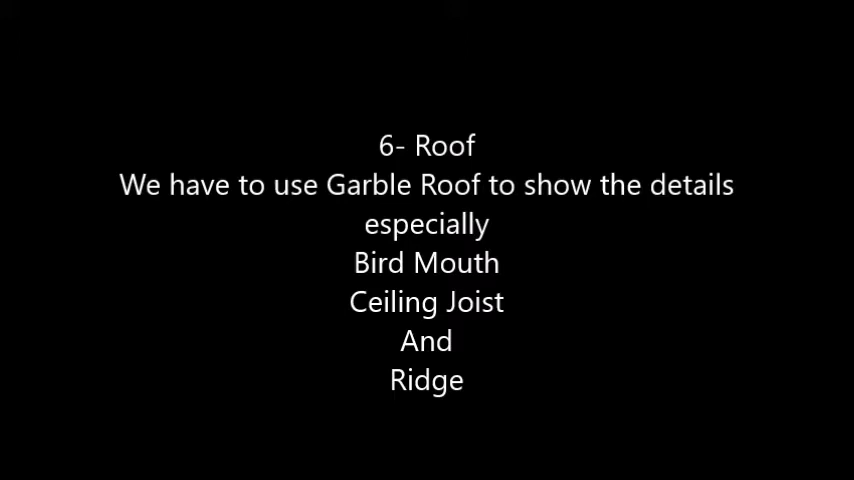 6- Roof
We have to use Garble Roof to show the details
especially
Bird Mouth
Ceiling Joist
And
Ridge